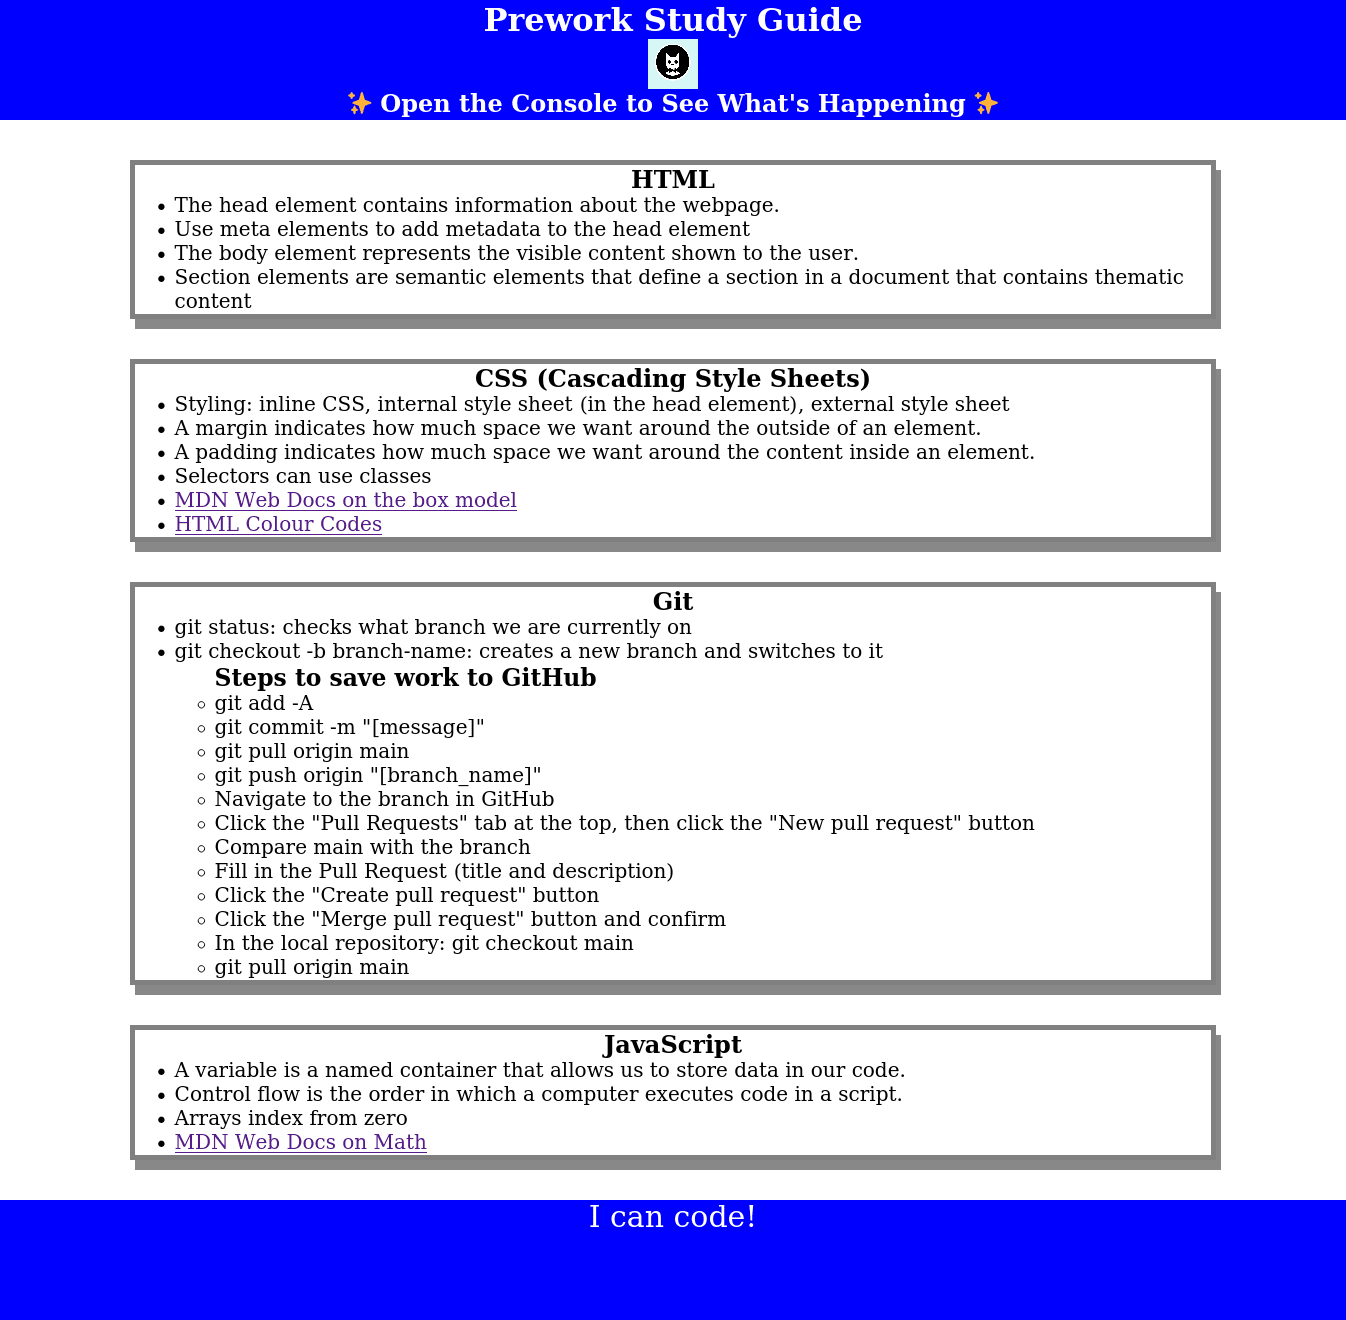 Prework Study Guide
✨ Open the Console to See What's Happening ✨
HTML
The head element contains information about the webpage.
Use meta elements to add metadata to the head element
The body element represents the visible content shown to the user.
Section elements are semantic elements that define a section in a document that contains thematic
content
CSS (Cascading Style Sheets)
Styling: inline CSS, internal style sheet (in the head element), external style sheet
A margin indicates how much space we want around the outside of an element.
A padding indicates how much space we want around the content inside an element.
Selectors can use classes
MDN Web Docs on the box model
HTML Colour Codes
Git
git status: checks what branch we are currently on
git checkout -b branch-name: creates a new branch and switches to it
Steps to save work to GitHub
git add -A
git commit -m "[message]"
git pull origin main
git push origin "[branch_name]"
Navigate to the branch in GitHub
Click the "Pull Requests" tab at the top, then click the "New pull request" button
Compare main with the branch
Fill in the Pull Request (title and description)
Click the "Create pull request" button
Click the "Merge pull request" button and confirm
In the local repository: git checkout main
git pull origin main
JavaScript
A variable is a named container that allows us to store data in our code.
Control flow is the order in which a computer executes code in a script.
Arrays index from zero
MDN Web Docs on Math
I can code!